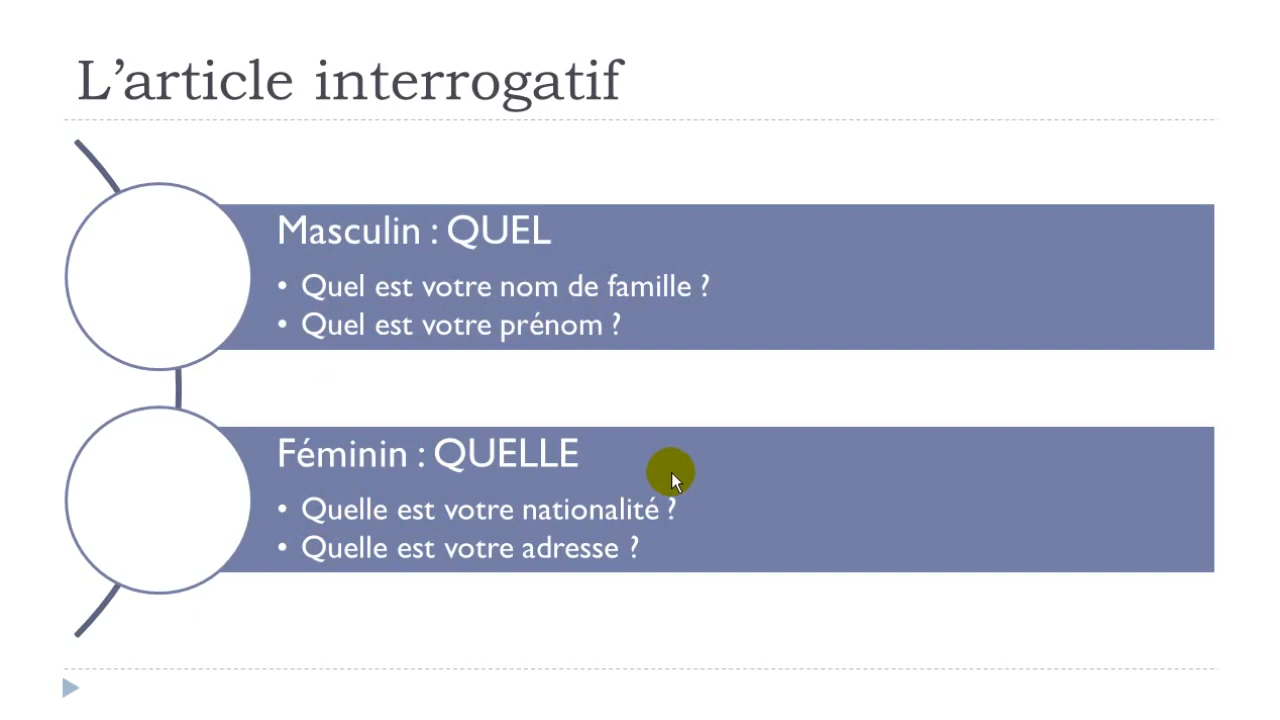 L’article interrogatif
Masculin : QUEL
• Quel est votre nom de famille ?
• Quel est votre prénom ?
Féminin : QUELLE
• Quelle est votre nationalité ?
• Quelle est votre adresse ?